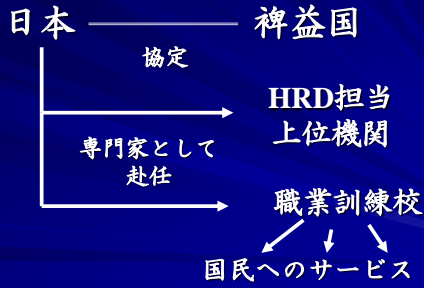 日本
裨益国
協定
HRD担当
上位機関
専門家として
赴任
職業訓練校
国民へのサービス